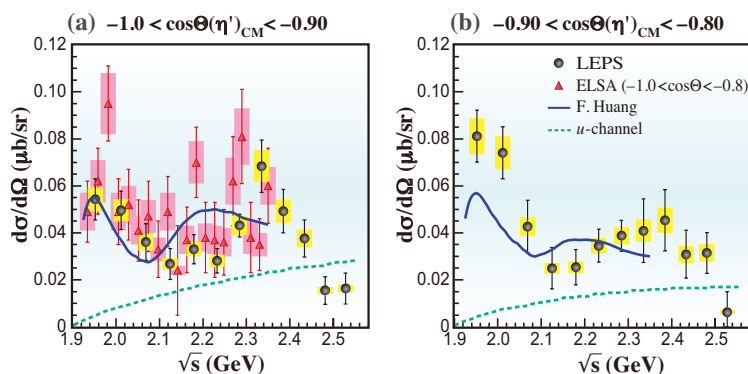 (a) −1.0 < cosΘ(η')CM < −0.90
0.12
0.10
0.08
0.06
0.04
0.02
0
dσ/dΩ (μb/sr)
1.9 2.0 2.1 2.2 2.3 2.4 2.5
√s (GeV)
(b) −0.90 < cosΘ(η')CM < −0.80
LEPS
ELSA (−1.0<cosΘ<−0.8)
F. Huang
u-channel
0.12
0.10
0.08
0.06
0.04
0.02
0
dσ/dΩ (μb/sr)
1.9 2.0 2.1 2.2 2.3 2.4 2.5
√s (GeV)